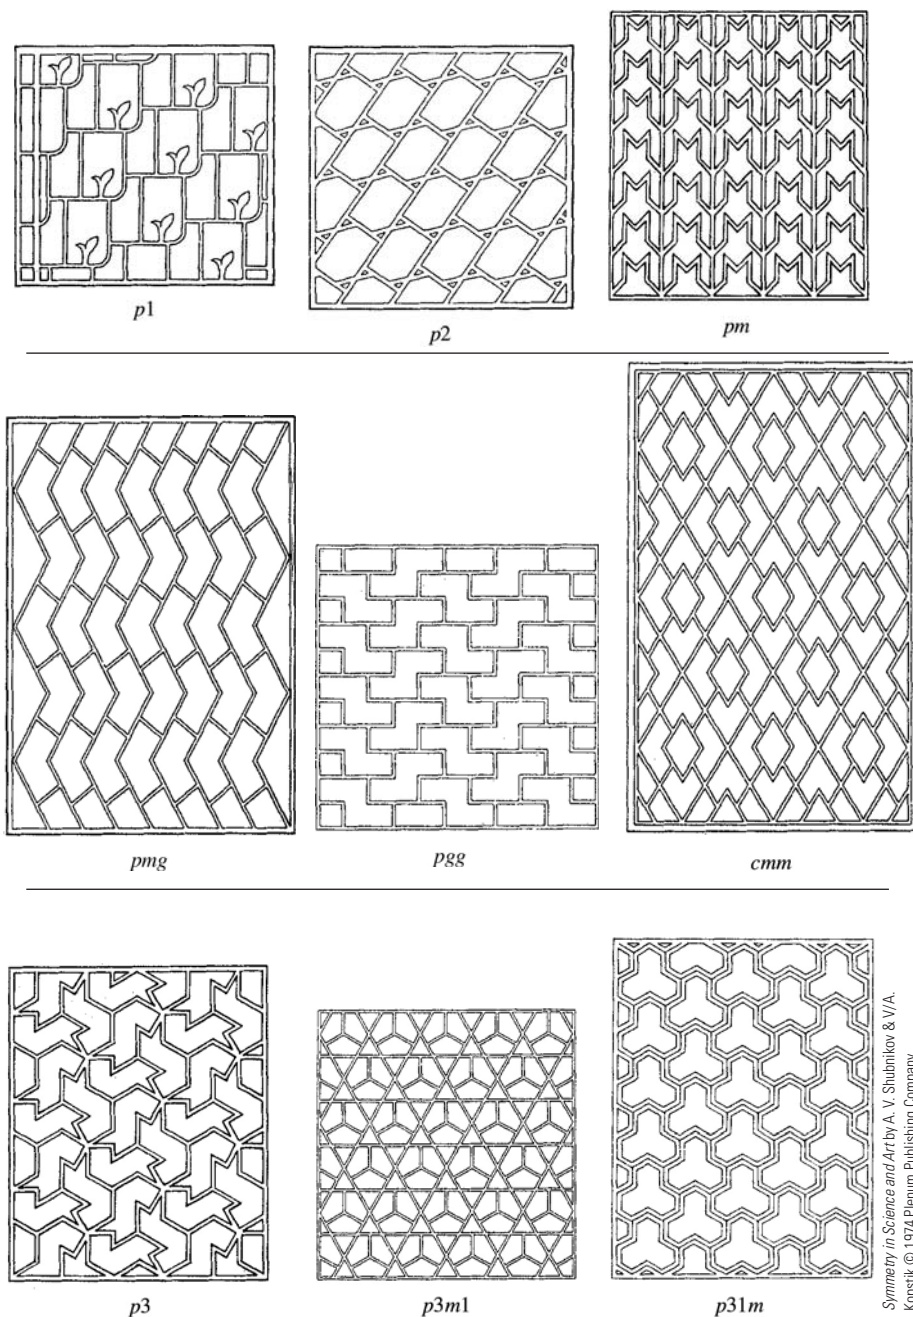 p1
p2
pm
pmg
pgg
cmm
p3
p3m1
p31m
Symmetry in Science and Art by A. V. Shubnikov & V/A.
Kopstik © 1974 Plenum Publishing Company